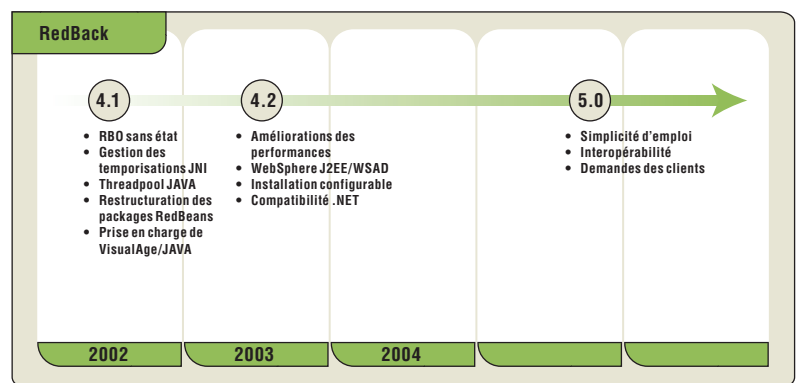 RedBack
4.1
4.2
5.0
• RBO sans état
• Gestion des
temporisations JNI
• Threadpool JAVA
• Restructuration des
packages RedBeans
• Prise en charge de
VisualAge/JAVA
• Améliorations des
performances
• WebSphere J2EE/WSAD
• Installation configurable
• Compatibilité .NET
• Simplicité d'emploi
• Interopérabilité
• Demandes des clients
2002
2003
2004